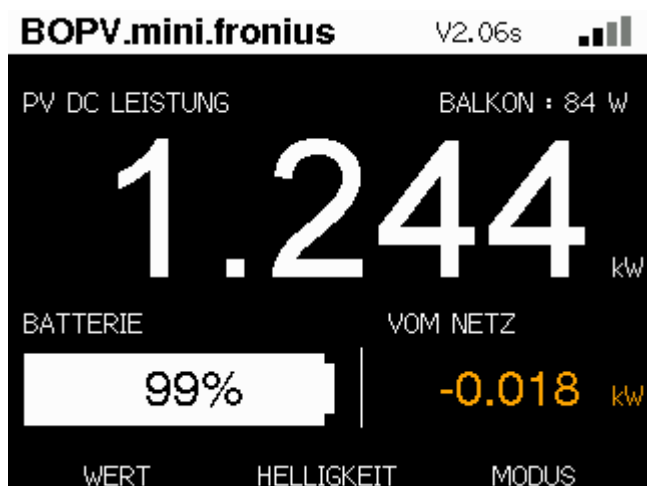 BOPV.mini.fronius V2.06s
PV DC LEISTUNG BALKON : 84 W
1.244 kW
BATTERIE VOM NETZ
99% -0.018 kW
WERT HELLIGKEIT MODUS